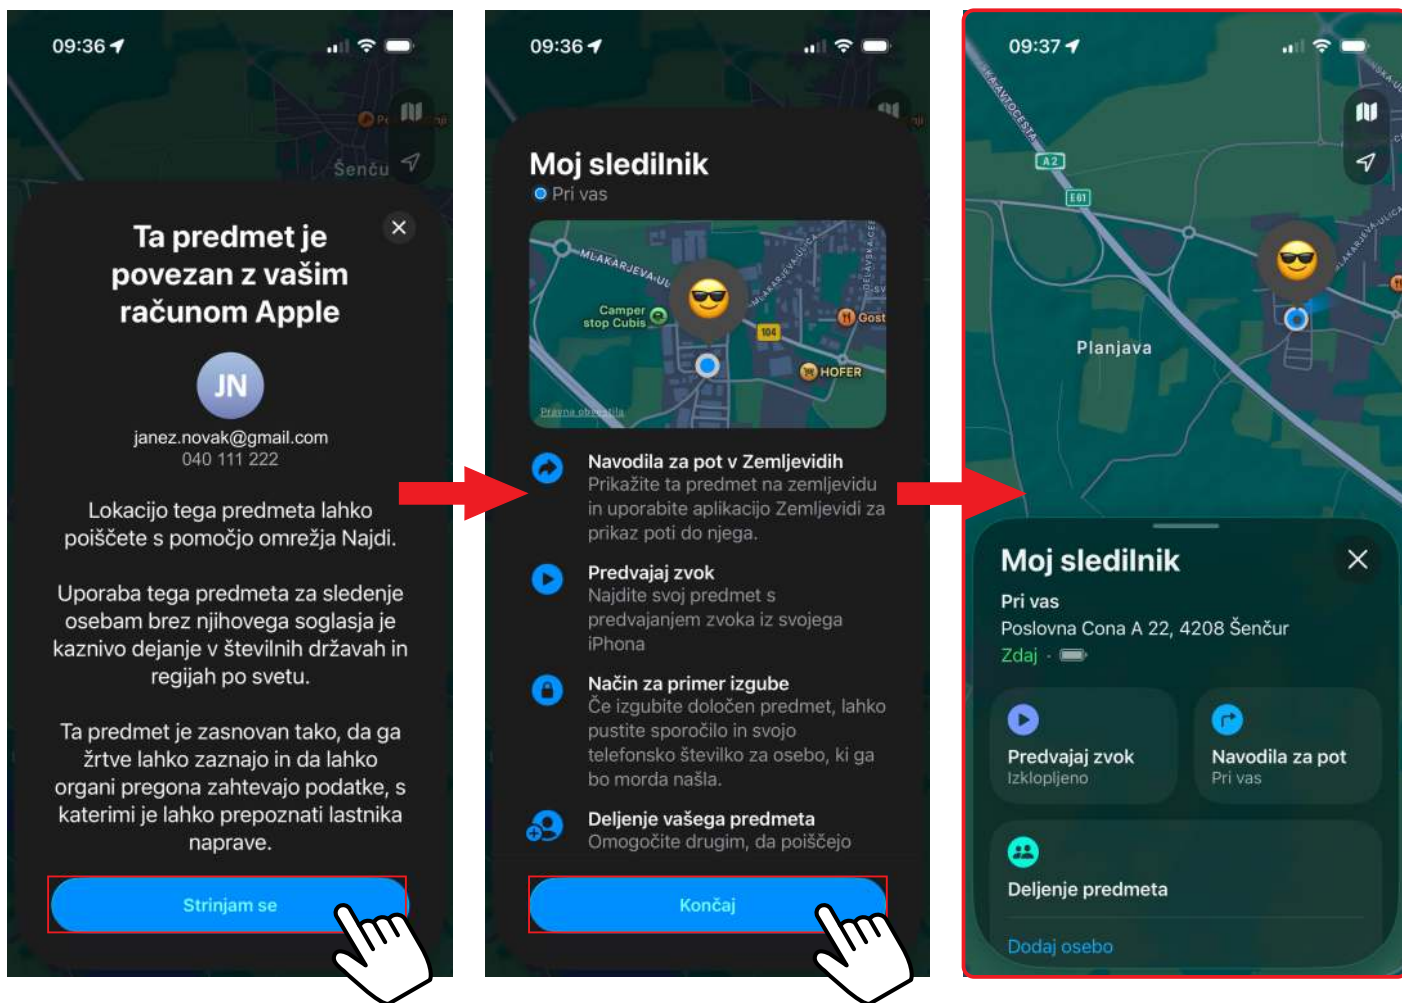 09:36
Šenču
Ta predmet je
povezan z vašim
računom Apple
JN
janez.novak@gmail.com
040 111 222
Lokacijo tega predmeta lahko
poiščete s pomočjo omrežja Najdi.
Uporaba tega predmeta za sledenje
osebam brez njihovega soglasja je
kaznivo dejanje v številnih državah in
regijah po svetu.
Ta predmet je zasnovan tako, da ga
žrtve lahko zaznajo in da lahko
organi pregona zahtevajo podatke, s
katerimi je lahko prepoznati lastnika
naprave.
Strinjam se
09:36
Moj sledilnik
Pri vas
MLAKARJEVA UL
MLAKARJEVA ULICA
DELAVSKA CE
Camper
stop Cubis
104
Gost
HOFER
Pravna obvestila
Navodila za pot v Zemljevidih
Prikažite ta predmet na zemljevidu
in uporabite aplikacijo Zemljevidi za
prikaz poti do njega.
Predvajaj zvok
Najdite svoj predmet s
predvajanjem zvoka iz svojega
iPhona
Način za primer izgube
Če izgubite določen predmet, lahko
pustite sporočilo in svojo
telefonsko številko za osebo, ki ga
bo morda našla.
Deljenje vašega predmeta
Omogočite drugim, da poiščejo
Končaj
09:37
SKA AVTOCESTA
A2
E61
Planjava
Moj sledilnik
Pri vas
Poslovna Cona A 22, 4208 Šenčur
Zdaj ·
Predvajaj zvok
Izklopljeno
Navodila za pot
Pri vas
Deljenje predmeta
Dodaj osebo